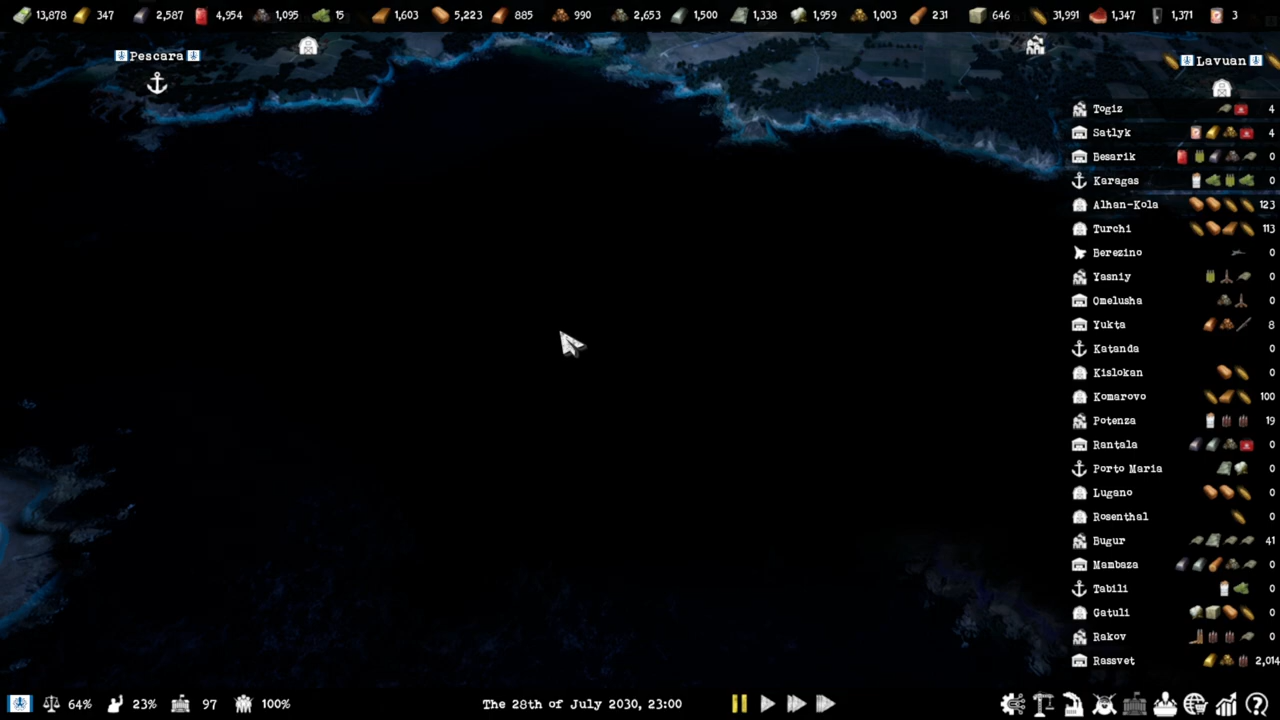 13,878 347 2,587 4,954 1,095 15 1,603 5,223 885 990 2,653 1,500 1,338 1,959 1,003 231 646 31,991 1,347 1,371 3
Pescara
Lavuan
Togiz 4
Satlyk 4
Besarik 0
Karagas 0
Alhan-Kola 123
Turchi 113
Berezino 0
Yasniy 0
Omelusha 0
Yukta 8
Katanda 0
Kislokan 0
Komarovo 100
Potenza 19
Rantala 0
Porto Maria 0
Lugano 0
Rosenthal 0
Bugur 41
Mambaza 0
Tabili 0
Gatuli 0
Rakov 0
Rassvet 2,014
64% 23% 97 100% The 28th of July 2030, 23:00